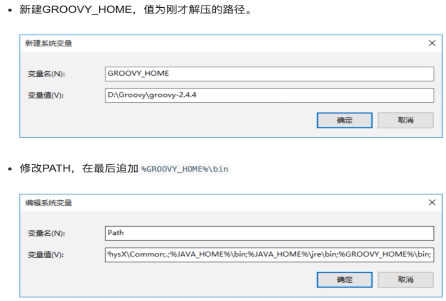 • 新建GROOVY_HOME，值为刚才解压的路径。
新建系统变量 ×
变量名(N): GROOVY_HOME
变量值(V): D:\Groovy\groovy-2.4.4
确定 取消
• 修改PATH，在最后追加 %GROOVY_HOME%\bin
编辑系统变量 ×
变量名(N): Path
变量值(V): hysX\Common;.;%JAVA_HOME%\bin;%JAVA_HOME%\jre\bin;%GROOVY_HOME%\bin;
确定 取消